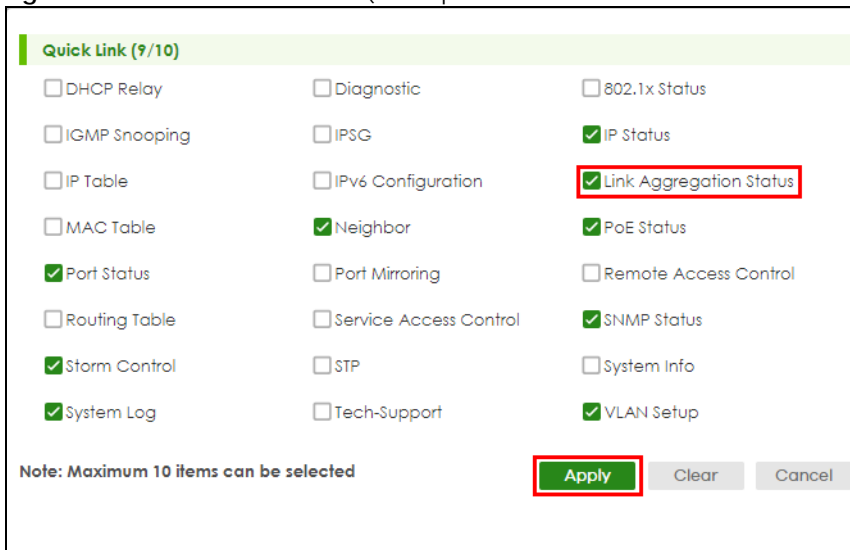 Quick Link (9/10)
DHCP Relay Diagnostic 802.1x Status
IGMP Snooping IPSG IP Status
IP Table IPv6 Configuration Link Aggregation Status
MAC Table Neighbor PoE Status
Port Status Port Mirroring Remote Access Control
Routing Table Service Access Control SNMP Status
Storm Control STP System Info
System Log Tech-Support VLAN Setup
Note: Maximum 10 items can be selected Apply Clear Cancel